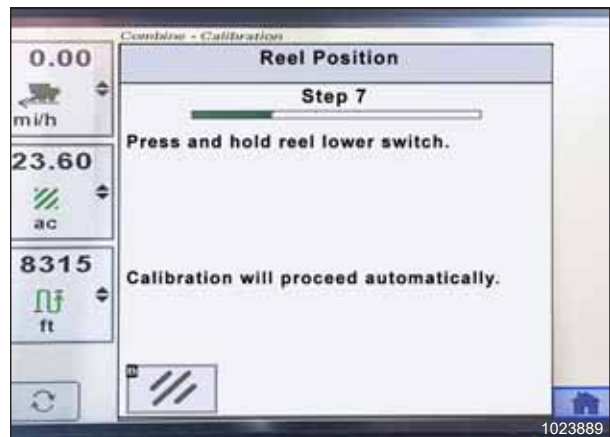 Combine - Calibration
0.00
mi/h
23.60
ac
8315
ft
Reel Position
Step 7
Press and hold reel lower switch.
Calibration will proceed automatically.
1023889